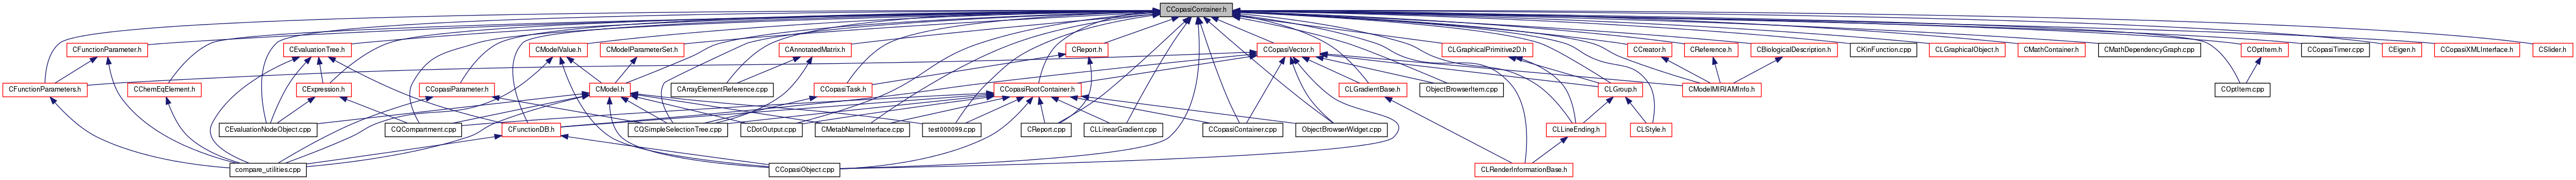 CCopasiContainer.h
CFunctionParameter.h
CEvaluationTree.h
CModelValue.h
CModelParameterSet.h
CAnnotatedMatrix.h
CReport.h
CCopasiVector.h
CLGraphicalPrimitive2D.h
CCreator.h
CReference.h
CBiologicalDescription.h
CKinFunction.cpp
CLGraphicalObject.h
CMathContainer.h
CMathDependencyGraph.cpp
COptItem.h
CCopasiTimer.cpp
CEigen.h
CCopasiXMLInterface.h
CSlider.h
CFunctionParameters.h
CChemEqElement.h
CExpression.h
CCopasiParameter.h
CModel.h
CArrayElementReference.cpp
CCopasiTask.h
CCopasiRootContainer.h
CLGradientBase.h
ObjectBrowserItem.cpp
CLGroup.h
CModelMIRIAMInfo.h
COptItem.cpp
CEvaluationNodeObject.cpp
CQCompartment.cpp
CFunctionDB.h
CQSimpleSelectionTree.cpp
CDotOutput.cpp
CMetabNameInterface.cpp
test000099.cpp
CReport.cpp
CLLinearGradient.cpp
CCopasiContainer.cpp
ObjectBrowserWidget.cpp
CLLineEnding.h
CLStyle.h
compare_utilities.cpp
CCopasiObject.cpp
CLRenderInformationBase.h